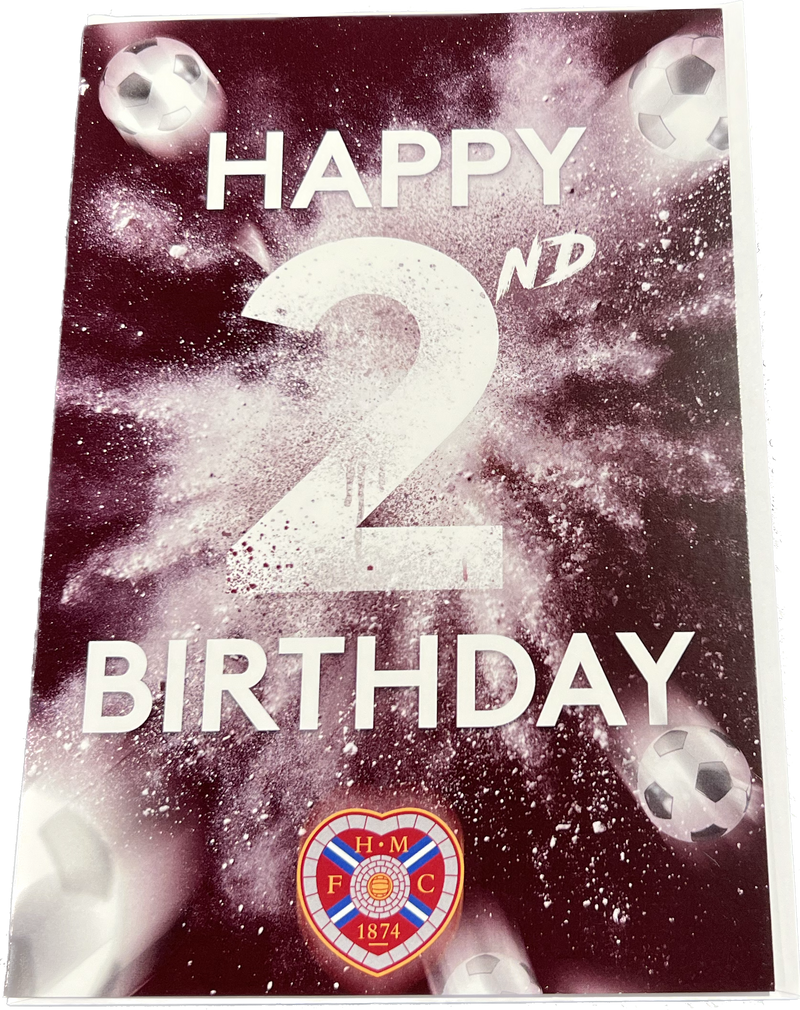 HAPPY
2ND
BIRTHDAY
H·M
F C
1874